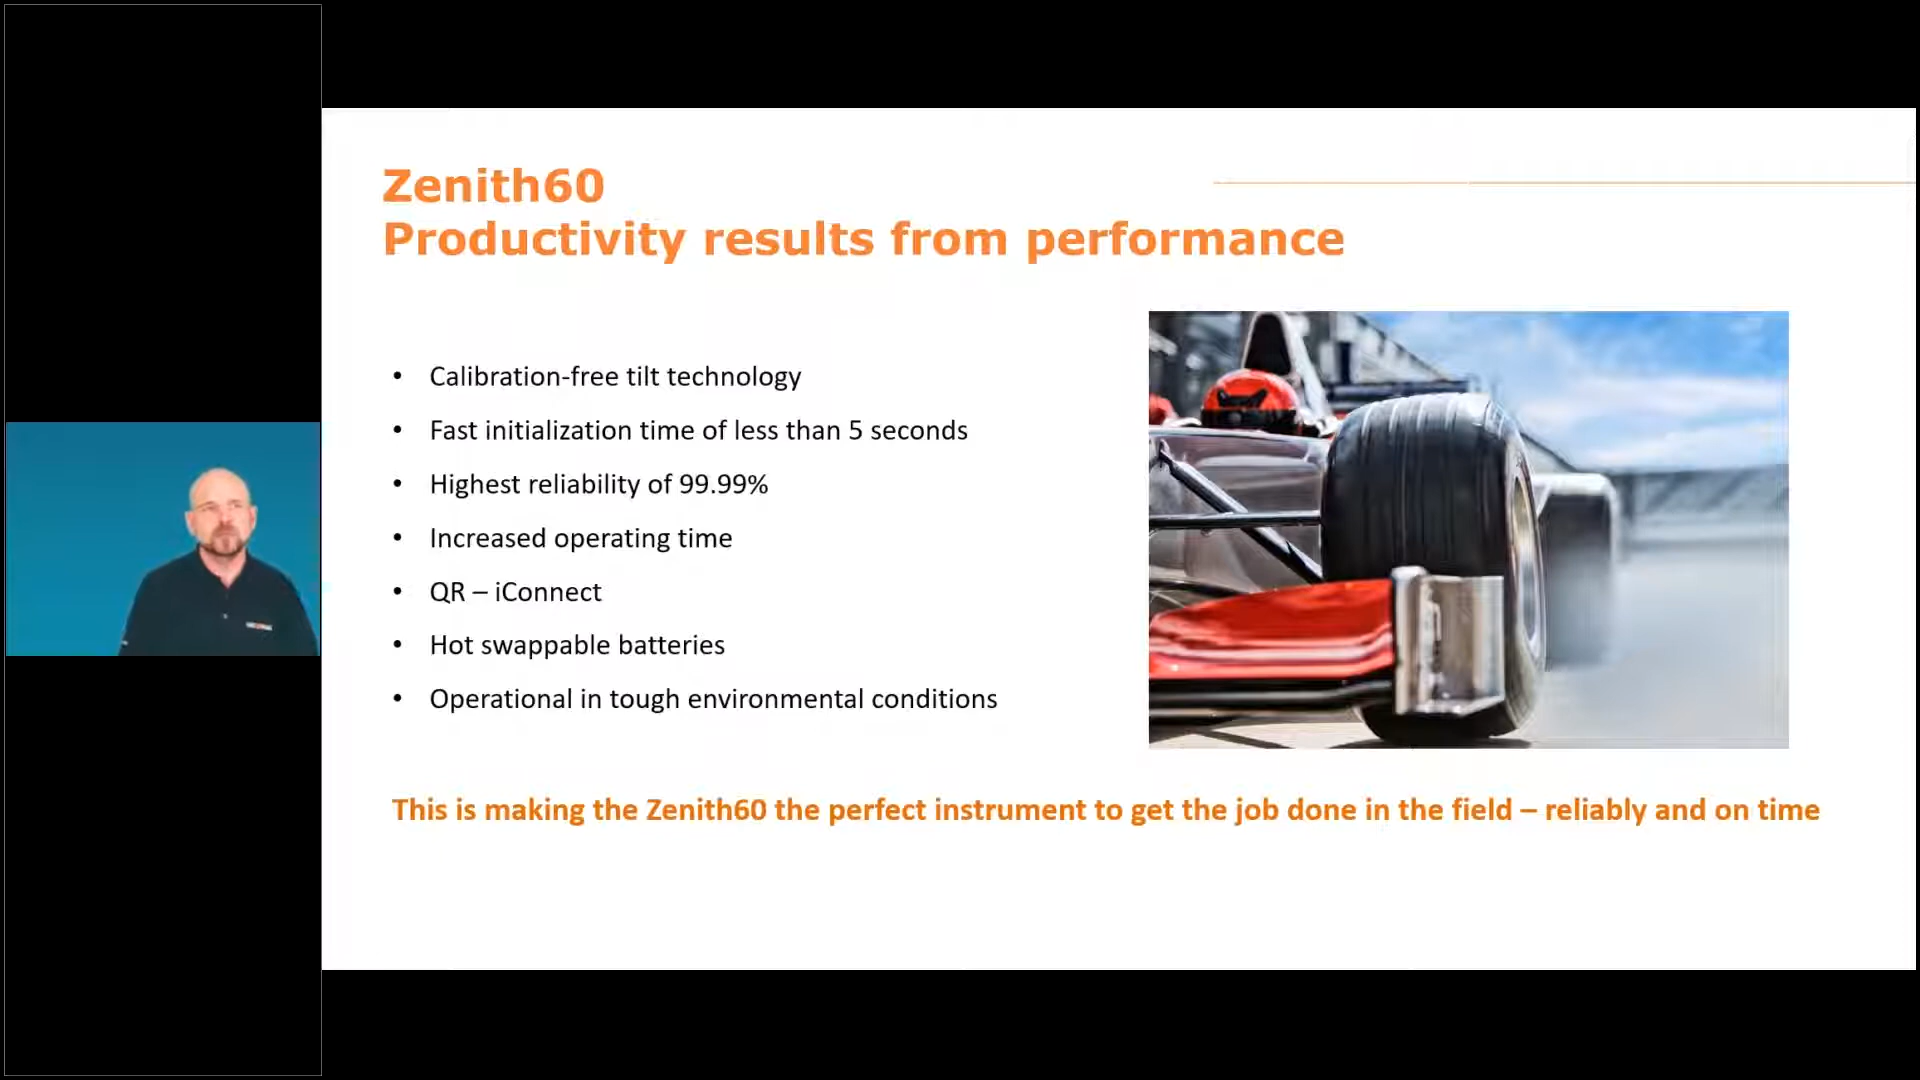 Zenith60
Productivity results from performance
• Calibration-free tilt technology
• Fast initialization time of less than 5 seconds
• Highest reliability of 99.99%
• Increased operating time
• QR – iConnect
• Hot swappable batteries
• Operational in tough environmental conditions
This is making the Zenith60 the perfect instrument to get the job done in the field – reliably and on time